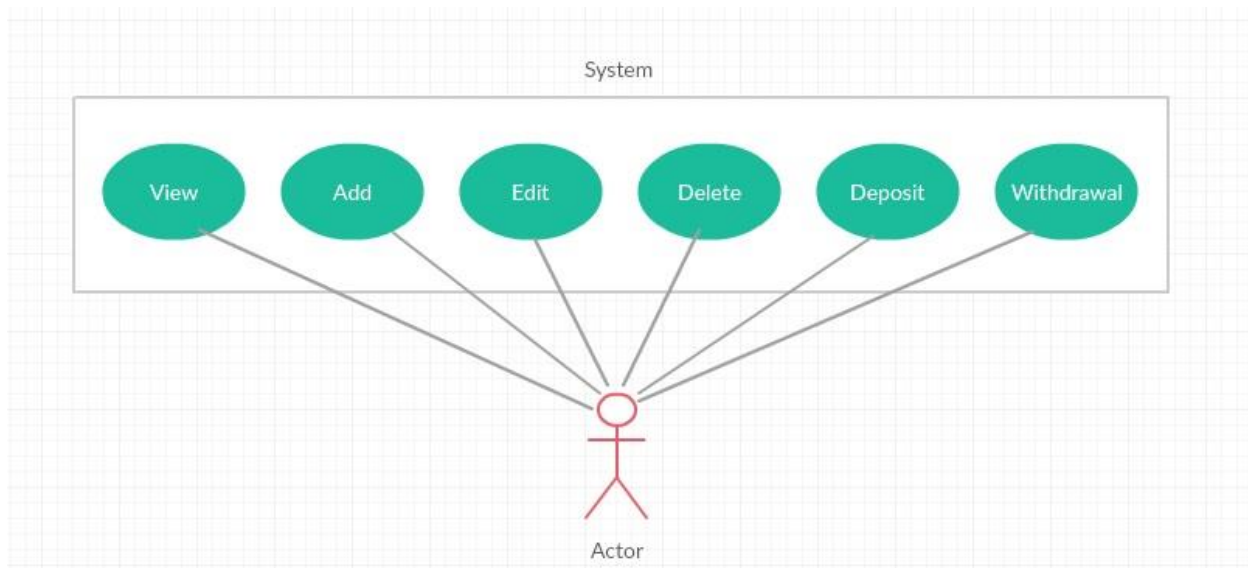 System
View
Add
Edit
Delete
Deposit
Withdrawal
Actor